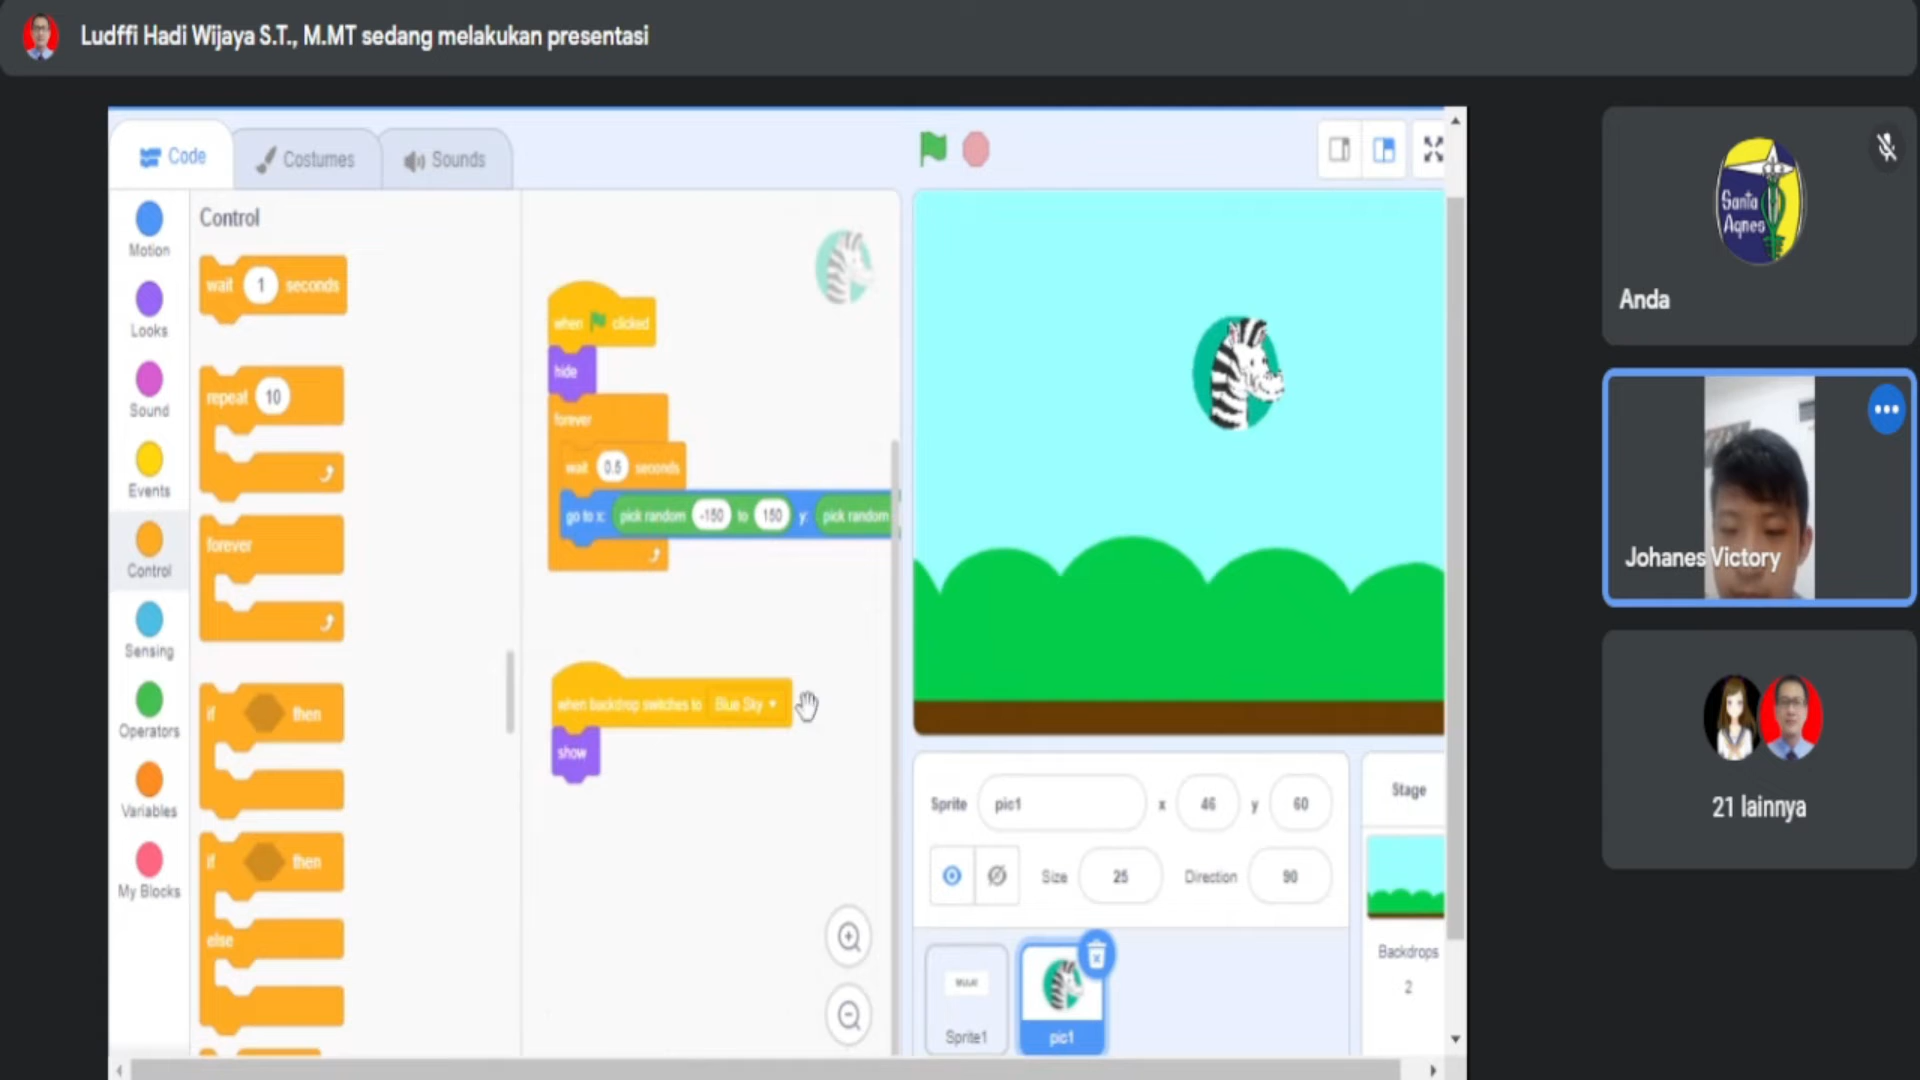 Ludffi Hadi Wijaya S.T., M.MT sedang melakukan presentasi
Code
Costumes
Sounds
Motion
Looks
Sound
Events
Control
Sensing
Operators
Variables
My Blocks
Control
wait 1 seconds
repeat 10
forever
if then
if then
else
when clicked
hide
forever
wait 0.5 seconds
go to x: pick random -150 to 150 y: pick random
when backdrop switches to Blue Sky
show
Sprite pic1 x 46 y 60
Size 25 Direction 90
Stage
MULAI
Sprite1
pic1
Backdrops
2
Santa
Agnes
Anda
Johanes Victory
21 lainnya